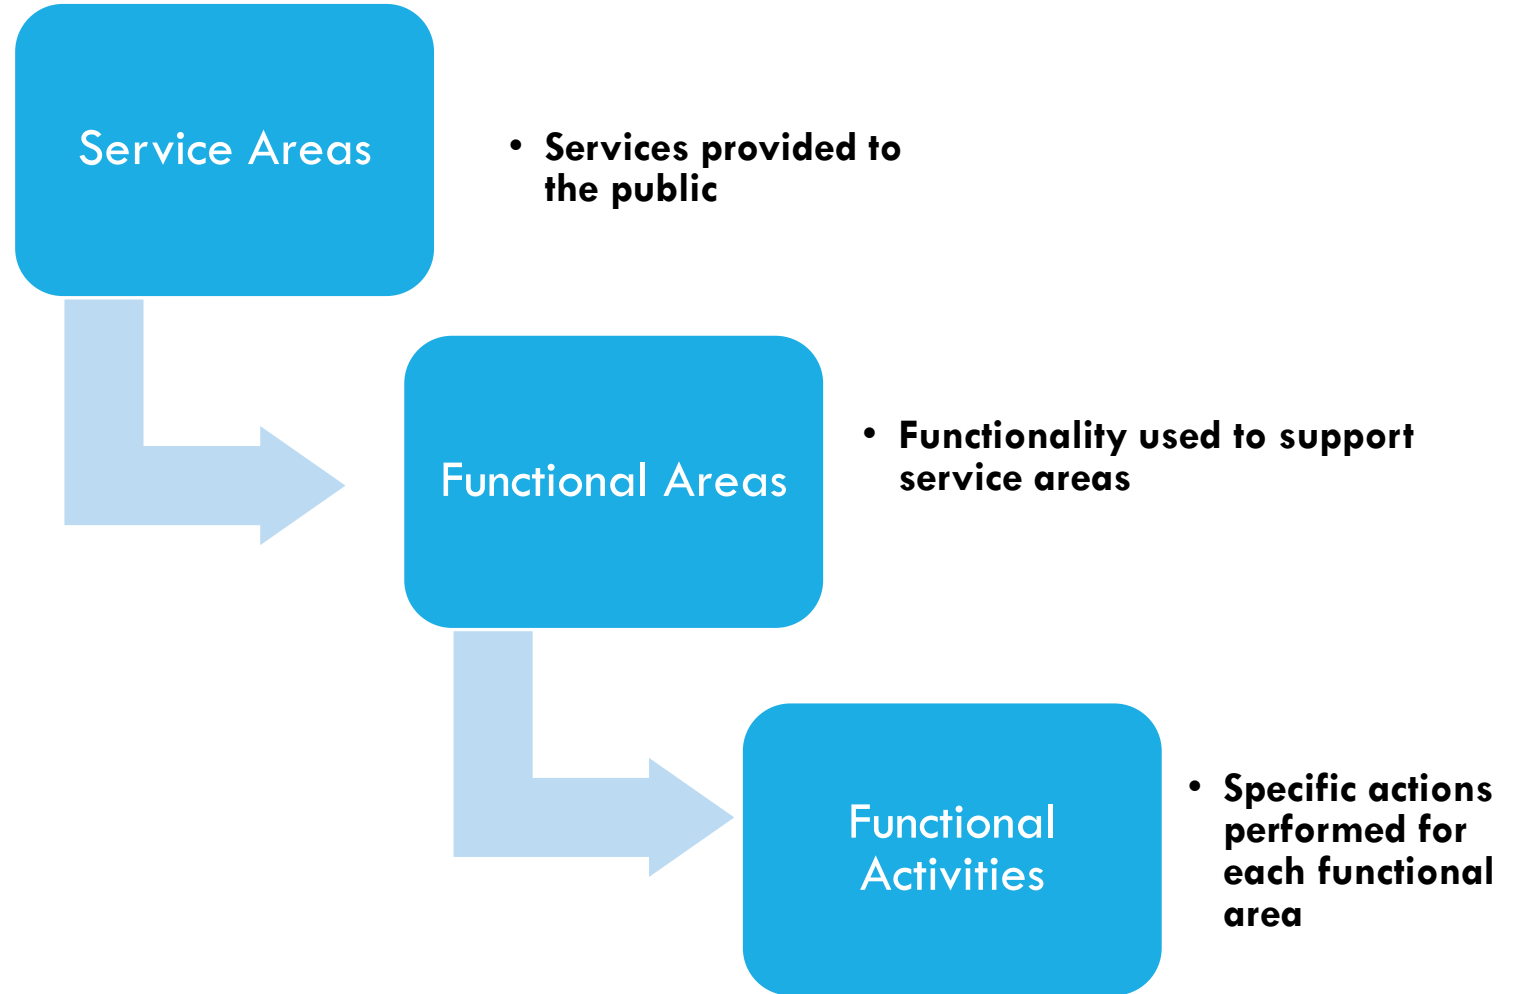 Service Areas
• Services provided to
the public
Functional Areas
• Functionality used to support
service areas
Functional
Activities
• Specific actions
performed for
each functional
area